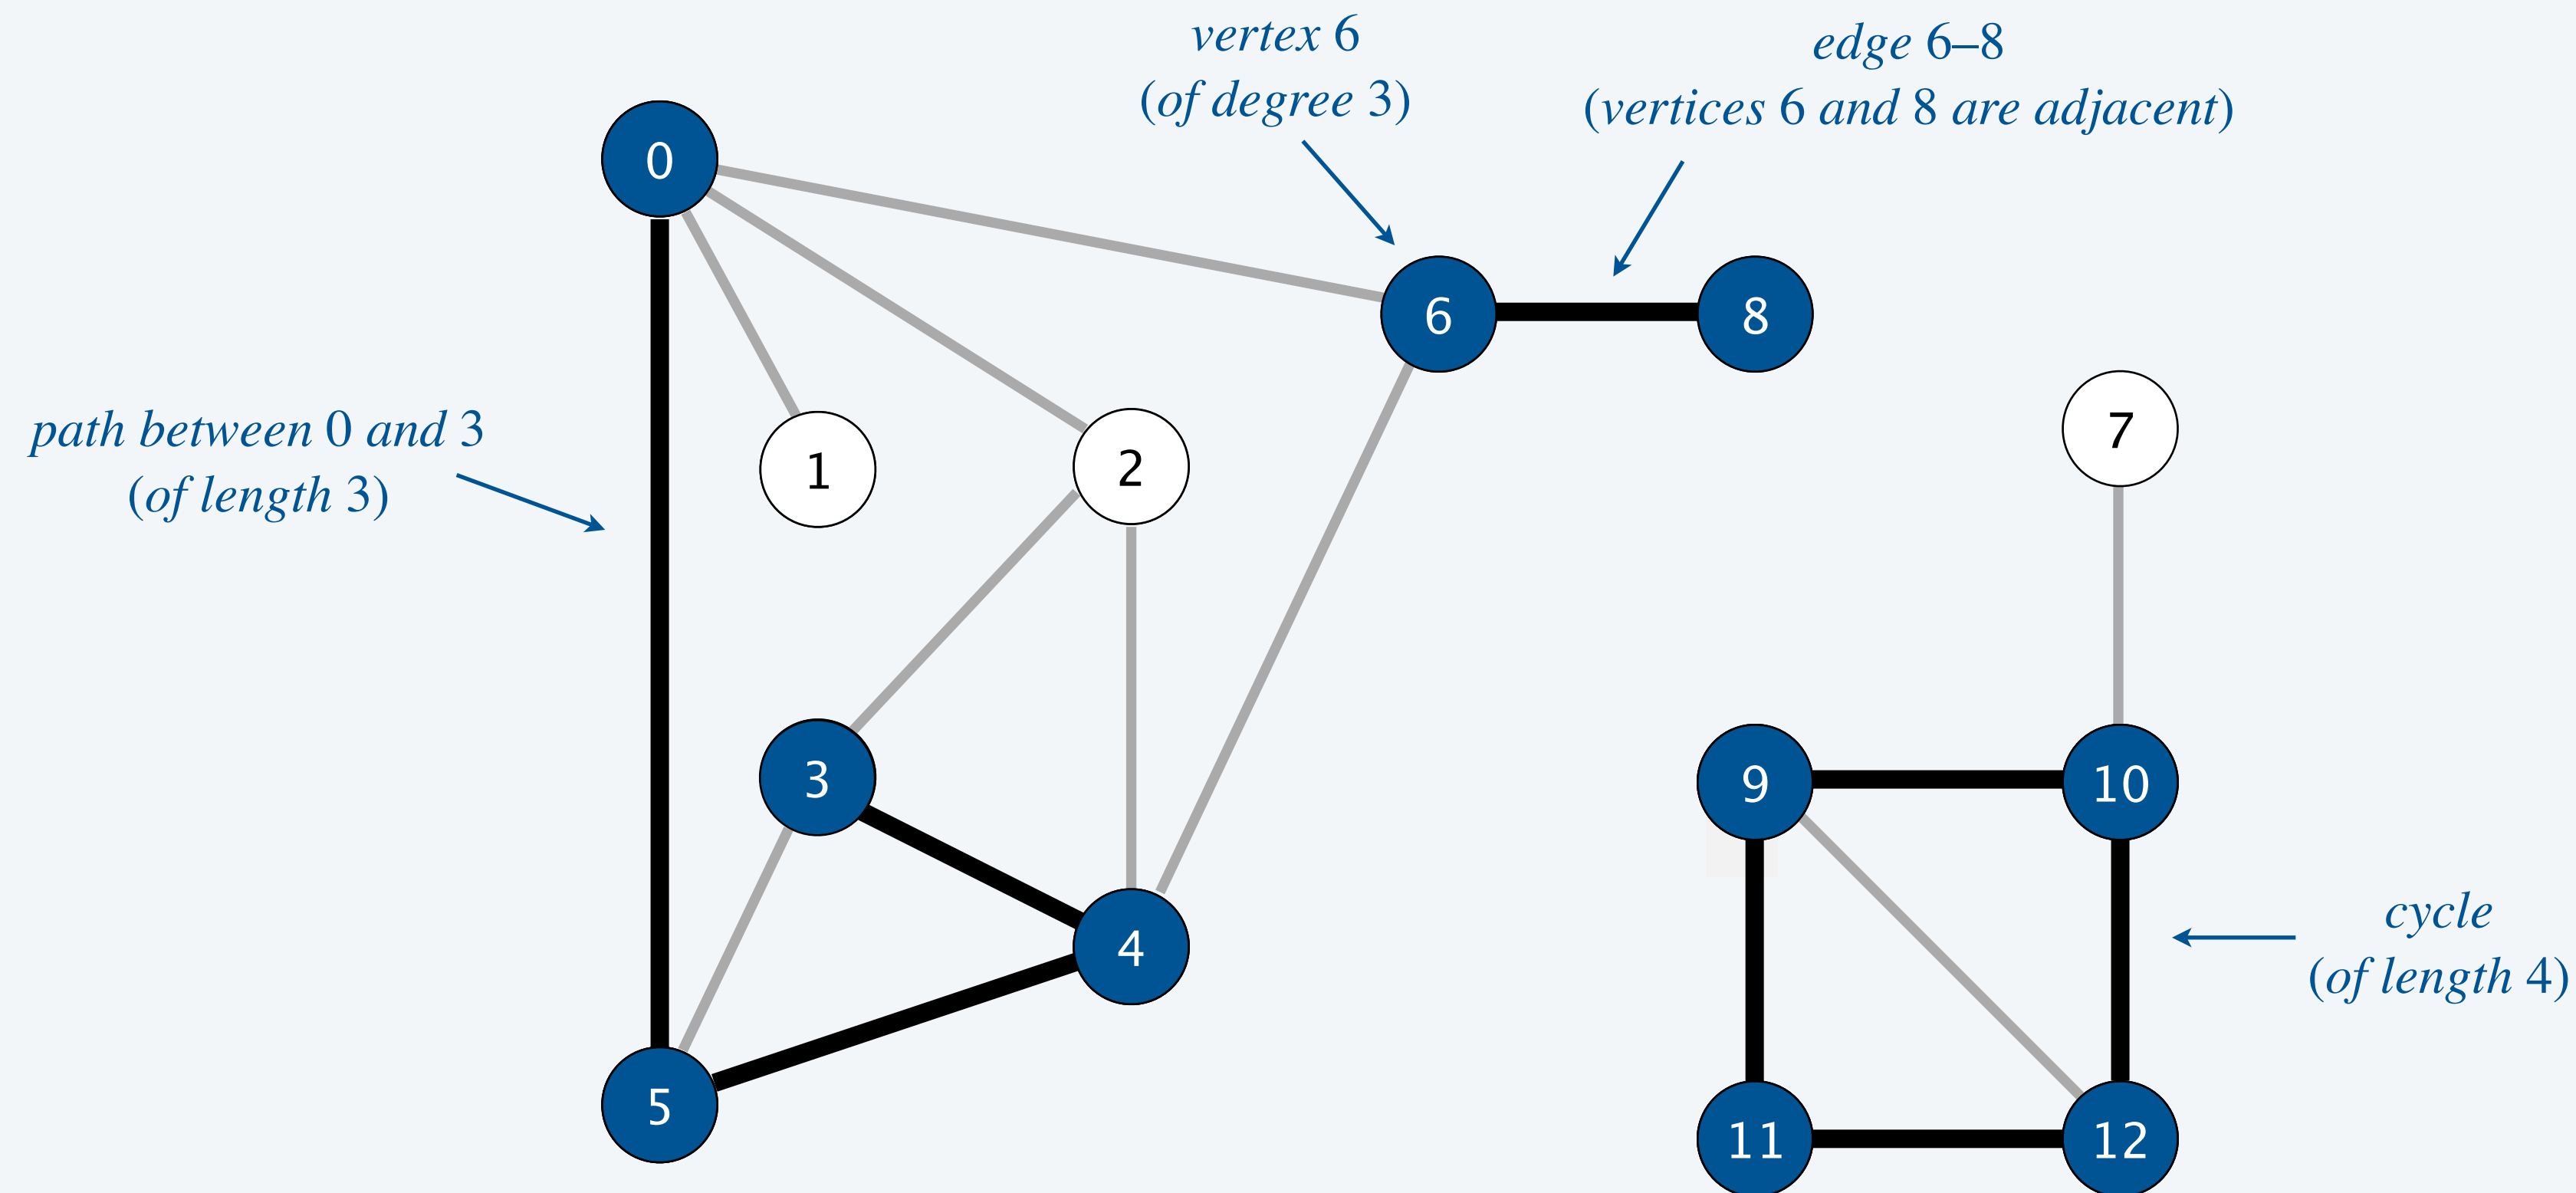 vertex 6
(of degree 3)
edge 6–8
(vertices 6 and 8 are adjacent)
0
6
8
path between 0 and 3
(of length 3)
1
2
7
3
9
10
4
cycle
(of length 4)
5
11
12